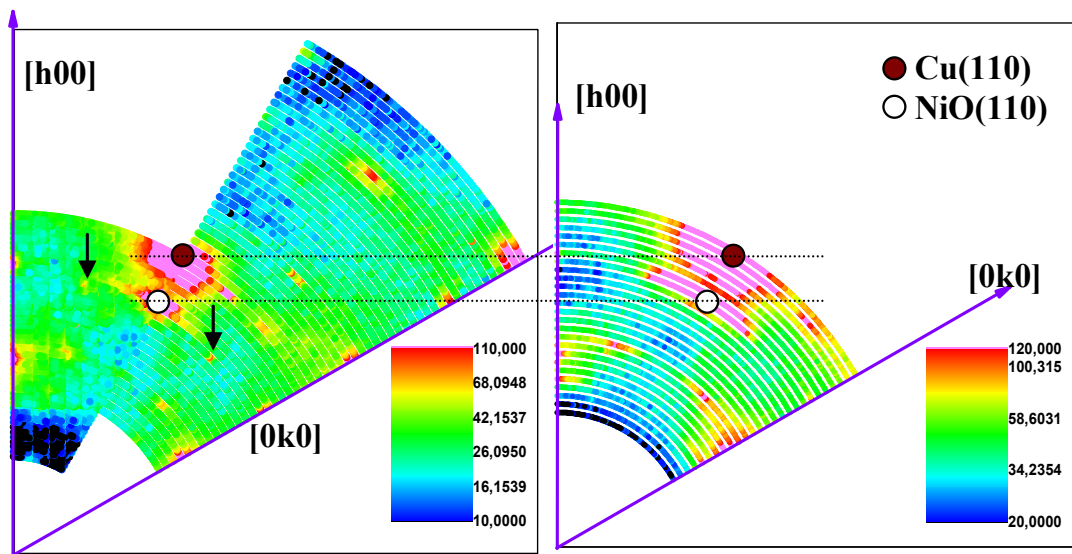 [h00]
[0k0]
110,000
68,0948
42,1537
26,0950
16,1539
10,0000
[h00]
Cu(110)
NiO(110)
[0k0]
120,000
100,315
58,6031
34,2354
20,0000